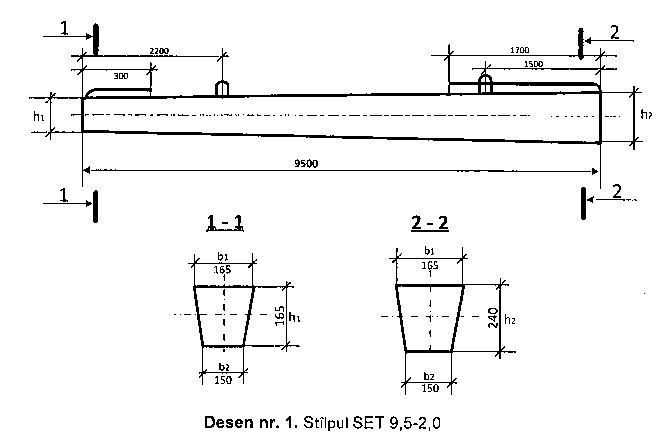 1
2
2200
1700
300
1500
h1
h2
9500
1
2
1 - 1
2 - 2
b1
165
b1
165
165
h1
240
h2
b2
150
b2
150
Desen nr. 1. Stîlpul SET 9,5-2,0